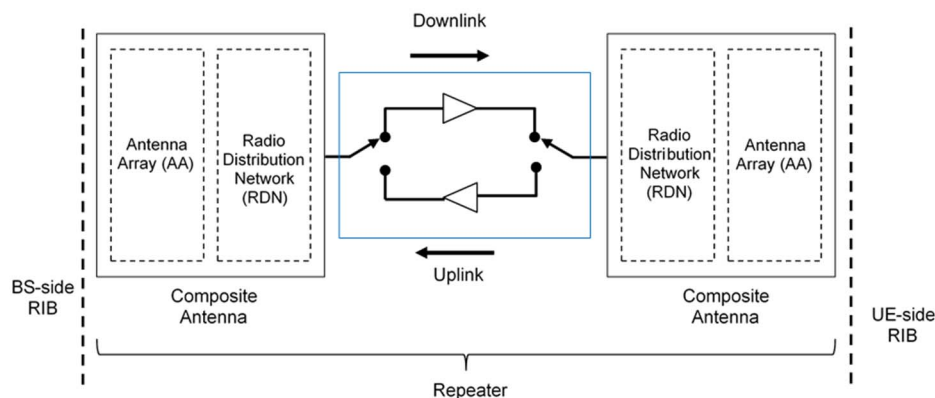 Downlink
Antenna
Array (AA)
Radio
Distribution
Network
(RDN)
Radio
Distribution
Network
(RDN)
Antenna
Array (AA)
Uplink
BS-side
RIB
Composite
Antenna
Composite
Antenna
UE-side
RIB
Repeater